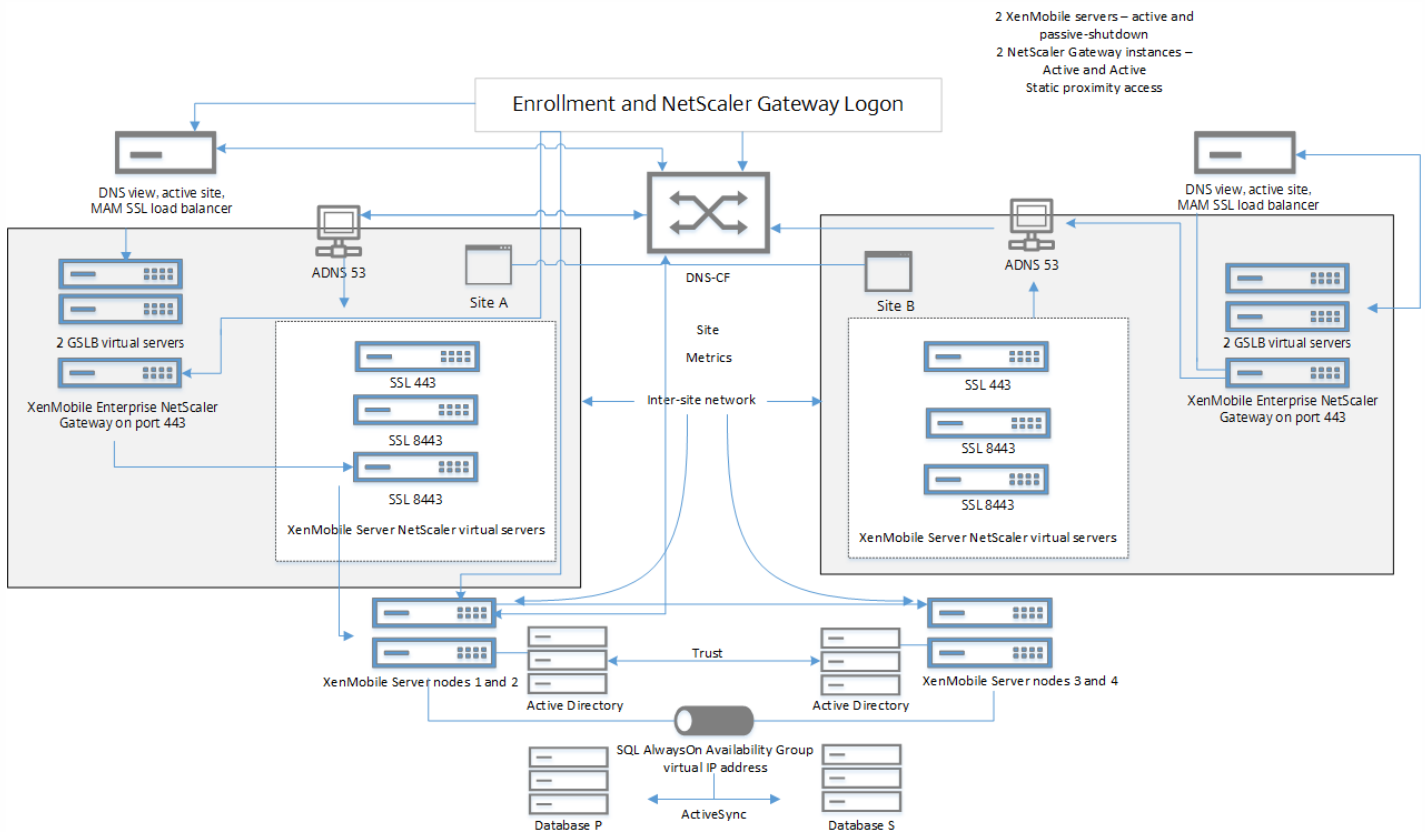 2 XenMobile servers – active and
passive-shutdown
2 NetScaler Gateway instances –
Active and Active
Static proximity access
Enrollment and NetScaler Gateway Logon
DNS view, active site,
MAM SSL load balancer
DNS view, active site,
MAM SSL load balancer
ADNS 53
ADNS 53
DNS-CF
Site A
Site B
2 GSLB virtual servers
2 GSLB virtual servers
Site
Metrics
Inter-site network
XenMobile Enterprise NetScaler
Gateway on port 443
XenMobile Enterprise NetScaler
Gateway on port 443
SSL 443
SSL 8443
SSL 8443
XenMobile Server NetScaler virtual servers
SSL 443
SSL 8443
SSL 8443
XenMobile Server NetScaler virtual servers
XenMobile Server nodes 1 and 2
Trust
XenMobile Server nodes 3 and 4
Active Directory
Active Directory
SQL AlwaysOn Availability Group
virtual IP address
ActiveSync
Database P
Database S